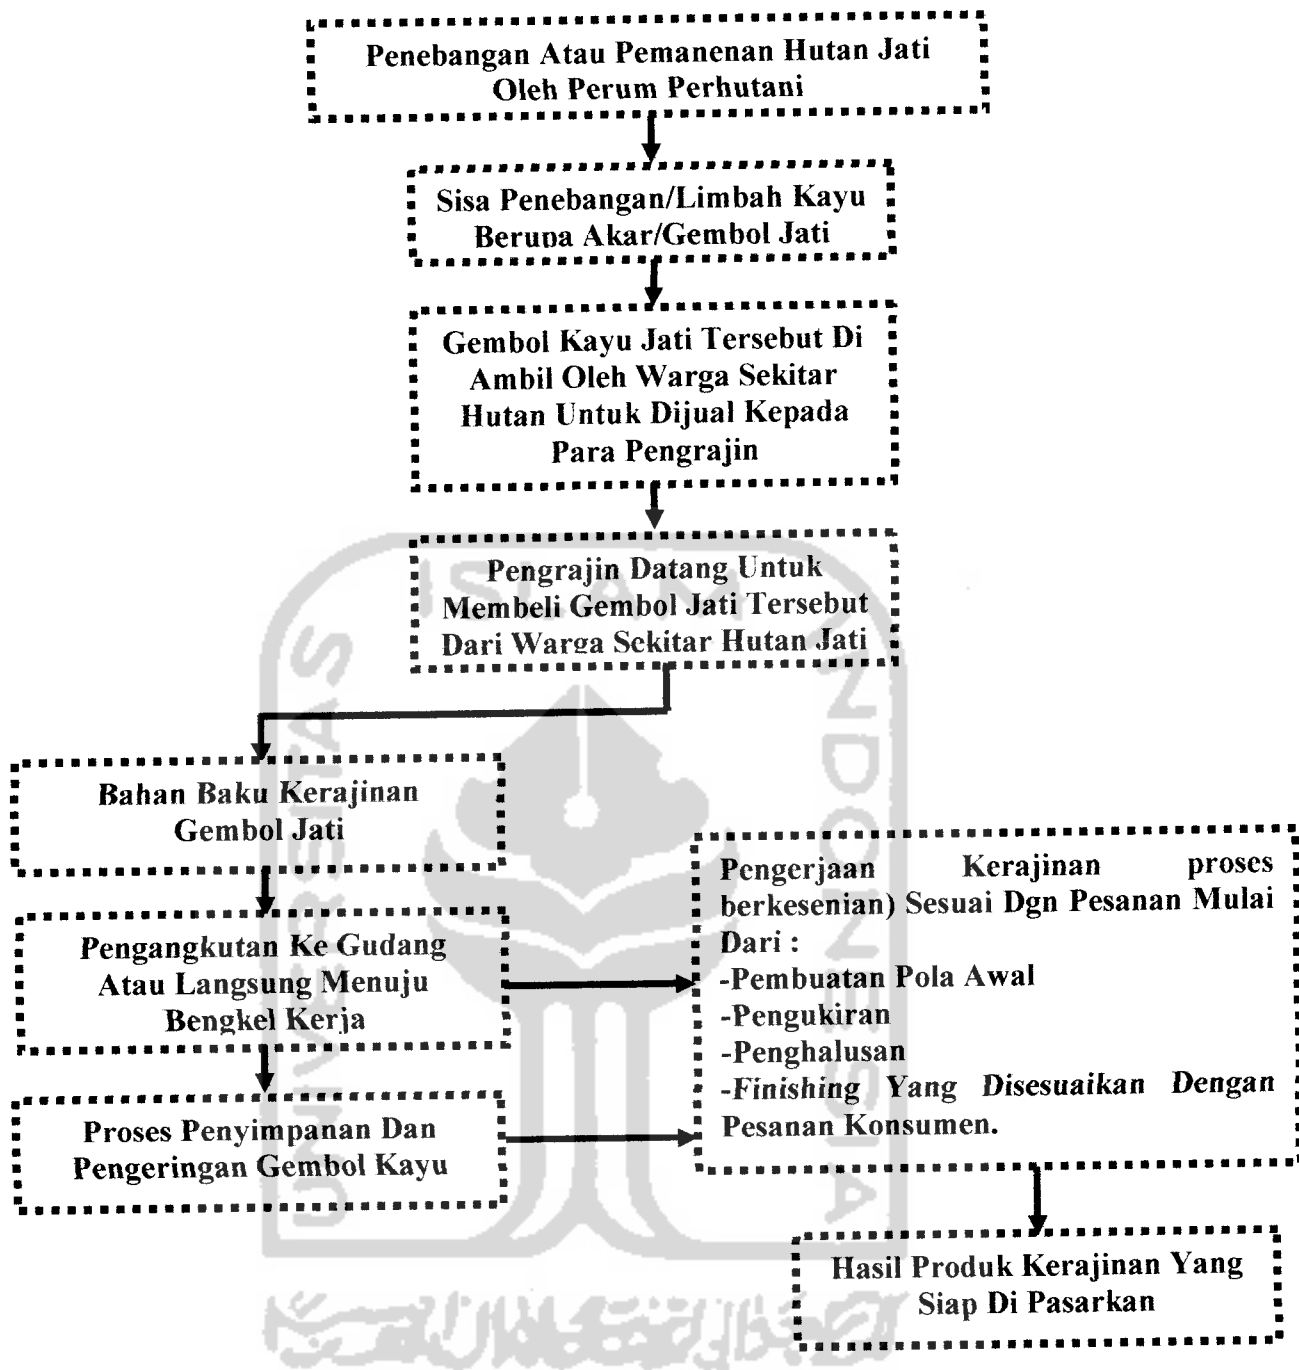 Penebangan Atau Pemanenan Hutan Jati
Oleh Perum Perhutani
Sisa Penebangan/Limbah Kayu
Berupa Akar/Gembol Jati
Gembol Kayu Jati Tersebut Di
Ambil Oleh Warga Sekitar
Hutan Untuk Dijual Kepada
Para Pengrajin
Pengrajin Datang Untuk
Membeli Gembol Jati Tersebut
Dari Warga Sekitar Hutan Jati
Bahan Baku Kerajinan
Gembol Jati
Pengangkutan Ke Gudang
Atau Langsung Menuju
Bengkel Kerja
Proses Penyimpanan Dan
Pengeringan Gembol Kayu
Pengerjaan Kerajinan proses
berkesenian) Sesuai Dgn Pesanan Mulai
Dari :
-Pembuatan Pola Awal
-Pengukiran
-Penghalusan
-Finishing Yang Disesuaikan Dengan
Pesanan Konsumen.
Hasil Produk Kerajinan Yang
Siap Di Pasarkan
UNIVERSITAS
ISLAM
INDONESIA